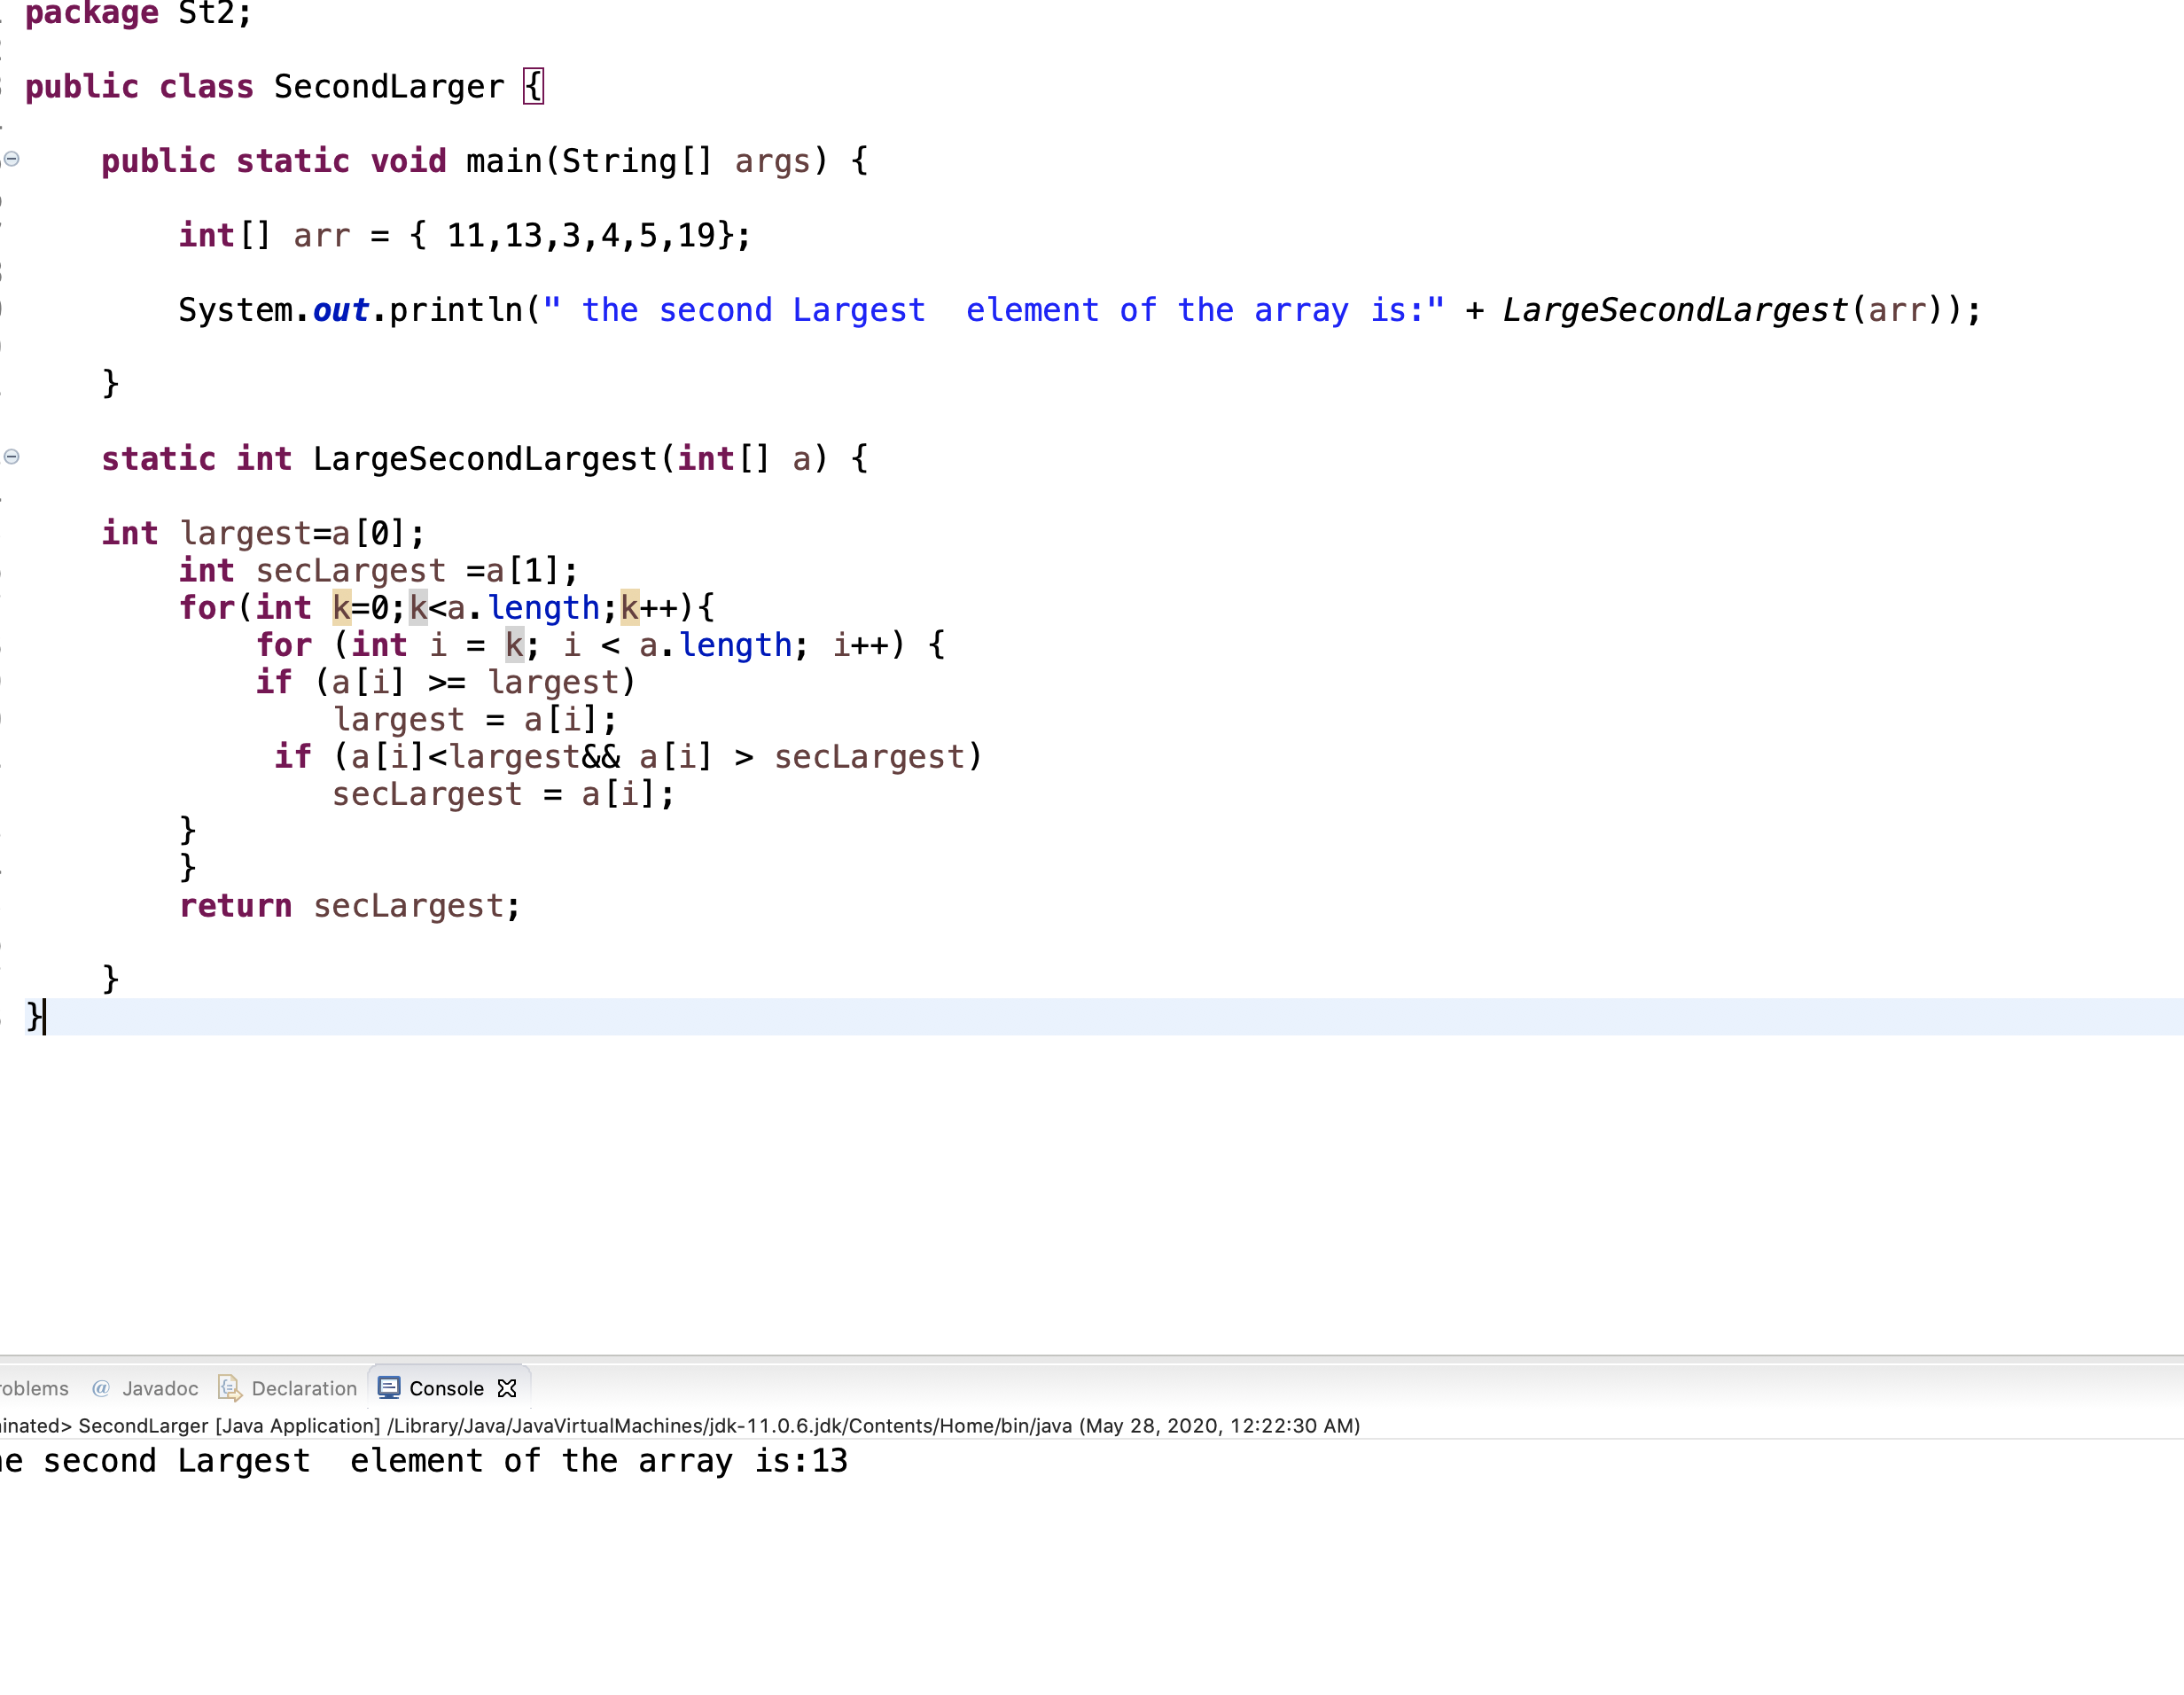 package St2;
public class SecondLarger {
public static void main(String[] args) {
int[] arr = { 11,13,3,4,5,19};
System.out.println(" the second Largest  element of the array is:" + LargeSecondLargest(arr));
}
static int LargeSecondLargest(int[] a) {
int largest=a[0];
int secLargest =a[1];
for(int k=0;k<a.length;k++){
for (int i = k; i < a.length; i++) {
if (a[i] >= largest)
largest = a[i];
if (a[i]<largest&& a[i] > secLargest)
secLargest = a[i];
}
}
return secLargest;
}
}
roblems @ Javadoc Declaration Console
inated> SecondLarger [Java Application] /Library/Java/JavaVirtualMachines/jdk-11.0.6.jdk/Contents/Home/bin/java (May 28, 2020, 12:22:30 AM)
e second Largest  element of the array is:13